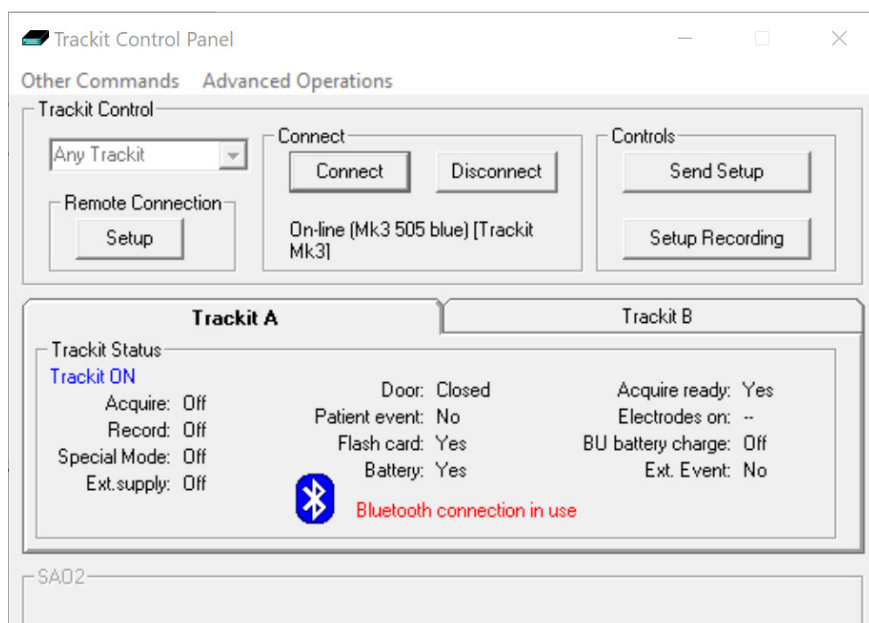 Trackit Control Panel
Other Commands Advanced Operations
Trackit Control
Any Trackit
Remote Connection
Setup
Connect
Connect Disconnect
On-line (Mk3 505 blue) [Trackit
Mk3]
Controls
Send Setup
Setup Recording
Trackit A
Trackit B
Trackit Status
Trackit ON
Acquire: Off
Record: Off
Special Mode: Off
Ext.supply: Off
Door: Closed
Patient event: No
Flash card: Yes
Battery: Yes
Bluetooth connection in use
Acquire ready: Yes
Electrodes on: --
BU battery charge: Off
Ext. Event: No
SAO2